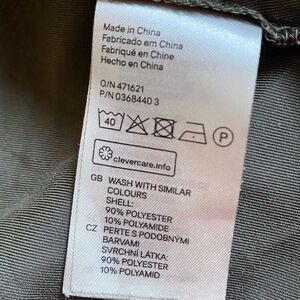 Made in China
Fabricado em China
Fabriqué en Chine
Hecho en China
O/N 471621
P/N 0368440 3
40
P
clevercare.info
GB WASH WITH SIMILAR
COLOURS
SHELL:
90% POLYESTER
10% POLYAMIDE
CZ PERTE S PODOBNÝMI
BARVAMI
SVRCHNÍ LÁTKA:
90% POLYESTER
10% POLYAMID